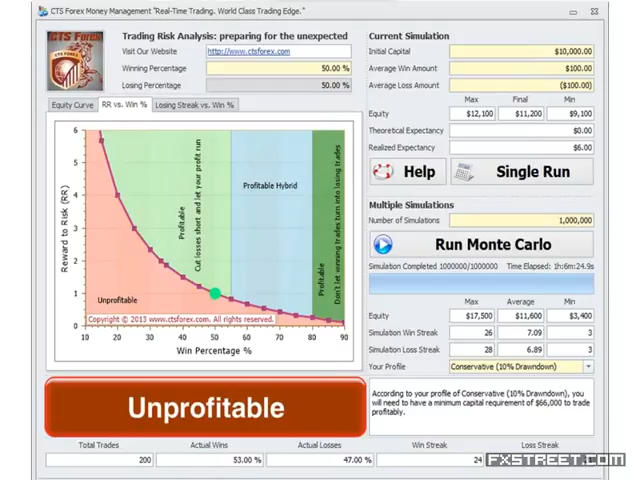 CTS Forex Money Management "Real-Time Trading. World Class Trading Edge."
CTS Forex
Trading Risk Analysis: preparing for the unexpected
Visit Our Website
http://www.ctsforex.com
Winning Percentage
50.00 %
Losing Percentage
50.00 %
Equity Curve
RR vs. Win %
Losing Streak vs. Win %
Reward to Risk (RR)
6
5
4
3
2
1
0
Unprofitable
Profitable
Cut losses short and let your profit run
Profitable Hybrid
Profitable
Don't let winning trades turn into losing trades
Copyright © 2013 www.ctsforex.com. All rights reserved.
10 20 30 40 50 60 70 80 90
Win Percentage %
Unprofitable
Current Simulation
Initial Capital
$10,000.00
Average Win Amount
$100.00
Average Loss Amount
($100.00)
Max Final Min
Equity
$12,100 $11,200 $9,100
Theoretical Expectancy
$0.00
Realized Expectancy
$6.00
Help
Single Run
Multiple Simulations
Number of Simulations
1,000,000
Run Monte Carlo
Simulation Completed 1000000/1000000 Time Elapsed: 1h:6m:24.9s
Max Average Min
Equity
$17,500 $11,600 $3,400
Simulation Win Streak
26 7.09 3
Simulation Loss Streak
28 6.89 3
Your Profile
Conservative (10% Drawndown)
According to your profile of Conservative (10% Drawndown), you
will need to have a minimum capital requirement of $66,000 to trade
profitably.
Total Trades Actual Wins Actual Losses Win Streak Loss Streak
200 53.00 % 47.00 % 24
FXSTREET.COM